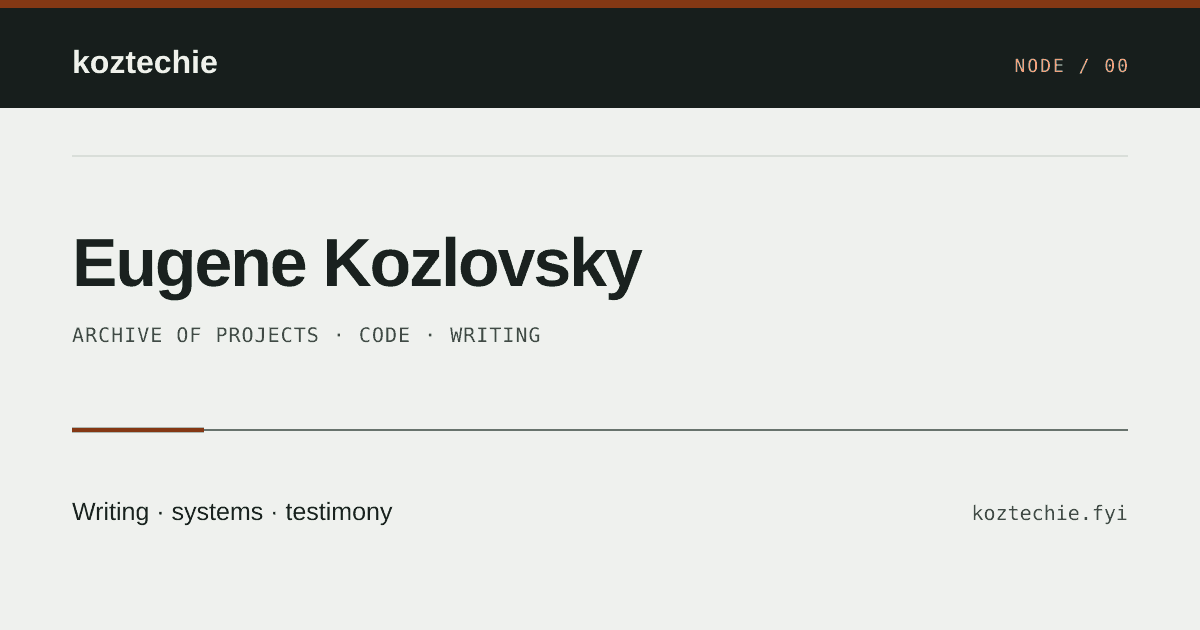 koztechie
NODE / 00
Eugene Kozlovsky
ARCHIVE OF PROJECTS · CODE · WRITING
Writing · systems · testimony
koztechie.fyi